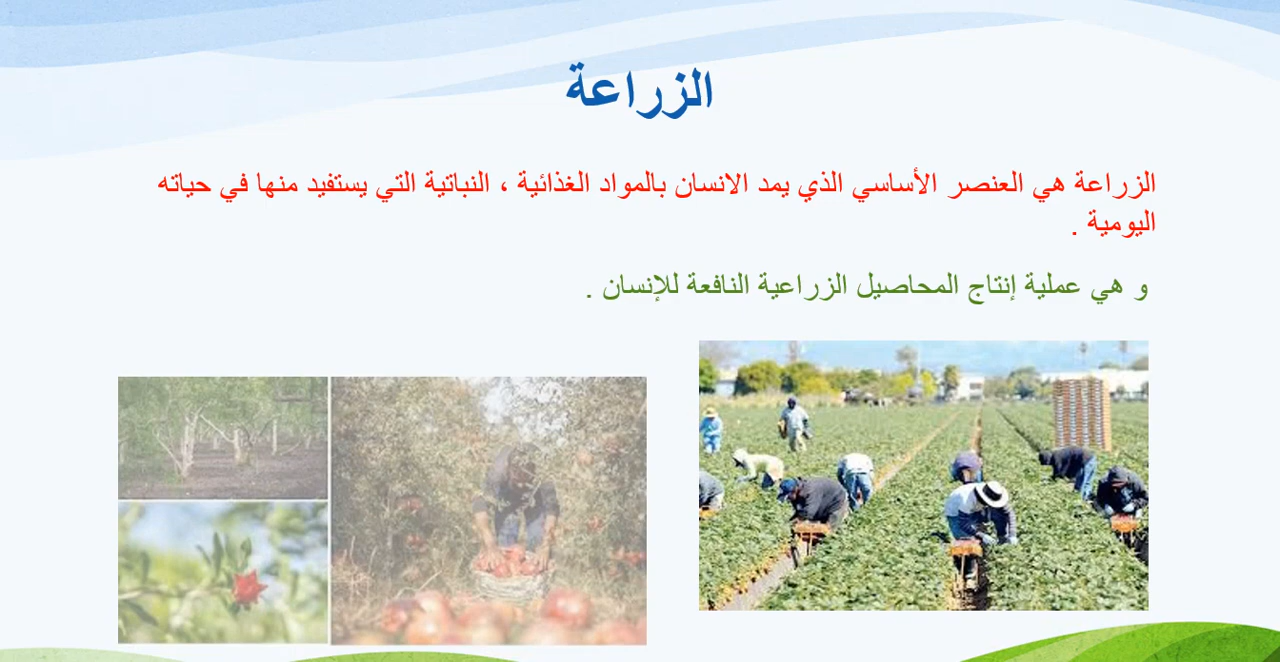 الزراعة
الزراعة هي العنصر الأساسي الذي يمد الانسان بالمواد الغذائية ، النباتية التي يستفيد منها في حياته
اليومية .
و هي عملية إنتاج المحاصيل الزراعية النافعة للإنسان .